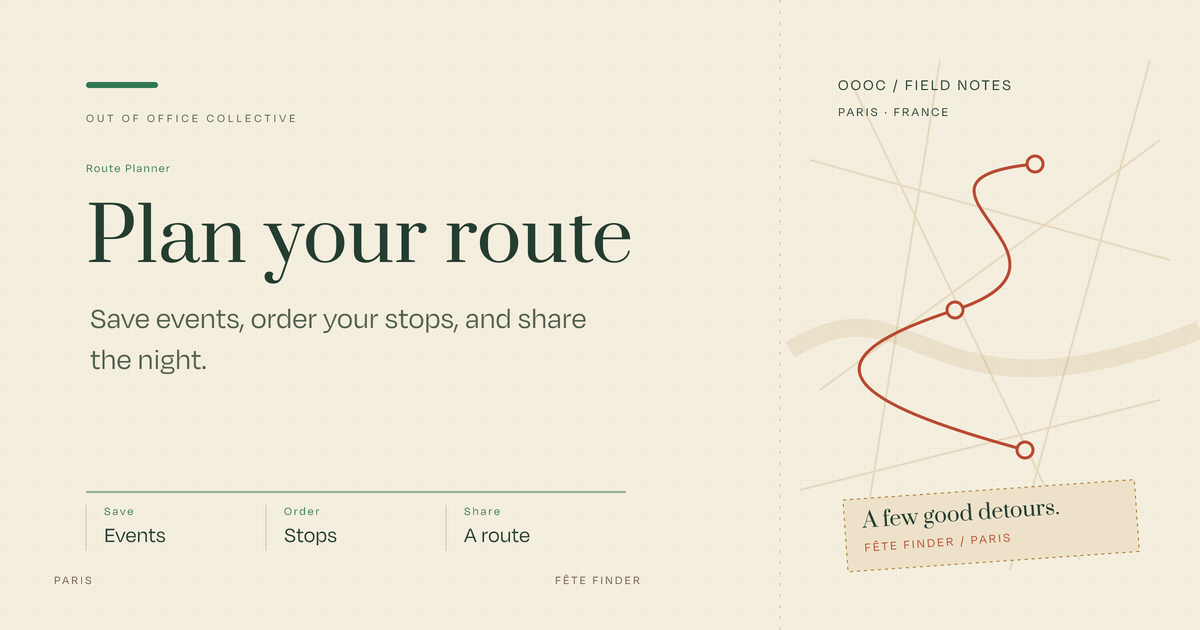 OUT OF OFFICE COLLECTIVE
Route Planner
Plan your route
Save events, order your stops, and share
the night.
Save
Events
Order
Stops
Share
A route
PARIS
FÊTE FINDER
OOOC / FIELD NOTES
PARIS · FRANCE
A few good detours.
FÊTE FINDER / PARIS